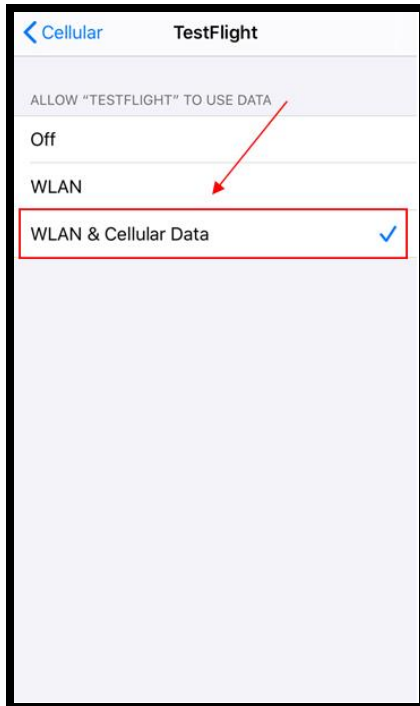 Cellular
TestFlight
ALLOW "TESTFLIGHT" TO USE DATA
Off
WLAN
WLAN & Cellular Data